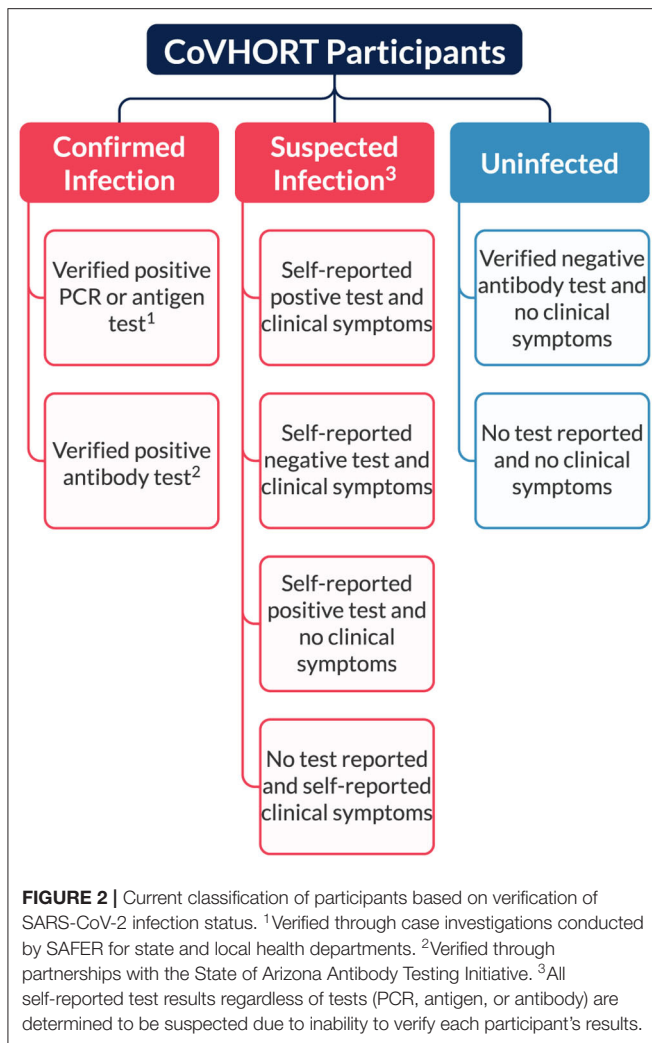 CoVHORT Participants
Confirmed
Infection
Suspected
Infection³
Uninfected
Verified positive
PCR or antigen
test¹
Verified positive
antibody test²
Self-reported
postive test and
clinical symptoms
Self-reported
negative test and
clinical symptoms
Self-reported
positive test and
no clinical
symptoms
No test reported
and self-reported
clinical symptoms
Verified negative
antibody test and
no clinical
symptoms
No test reported
and no clinical
symptoms
FIGURE 2 | Current classification of participants based on verification of
SARS-CoV-2 infection status. ¹Verified through case investigations conducted
by SAFER for state and local health departments. ²Verified through
partnerships with the State of Arizona Antibody Testing Initiative. ³All
self-reported test results regardless of tests (PCR, antigen, or antibody) are
determined to be suspected due to inability to verify each participant's results.